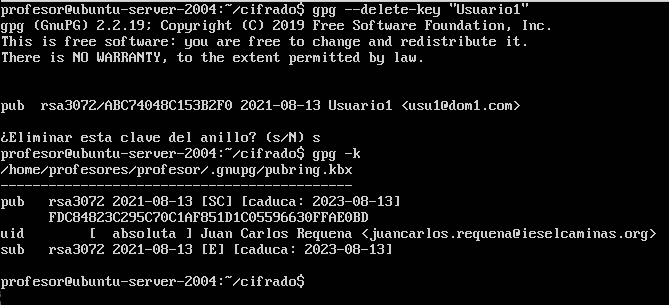 profesor@ubuntu-server-2004:~/cifrado$ gpg --delete-key "Usuario1"
gpg (GnuPG) 2.2.19; Copyright (C) 2019 Free Software Foundation, Inc.
This is free software: you are free to change and redistribute it.
There is NO WARRANTY, to the extent permitted by law.
pub  rsa3072/ABC74048C153B2F0 2021-08-13 Usuario1 <usu1@dom1.com>
¿Eliminar esta clave del anillo? (s/N) s
profesor@ubuntu-server-2004:~/cifrado$ gpg -k
/home/profesores/profesor/.gnupg/pubring.kbx
--------------------------------------------
pub   rsa3072 2021-08-13 [SC] [caduca: 2023-08-13]
      FDC84823C295C70C1AF851D1C05596630FFAE0BD
uid        [  absoluta ] Juan Carlos Requena <juancarlos.requena@ieselcaminas.org>
sub   rsa3072 2021-08-13 [E] [caduca: 2023-08-13]
profesor@ubuntu-server-2004:~/cifrado$